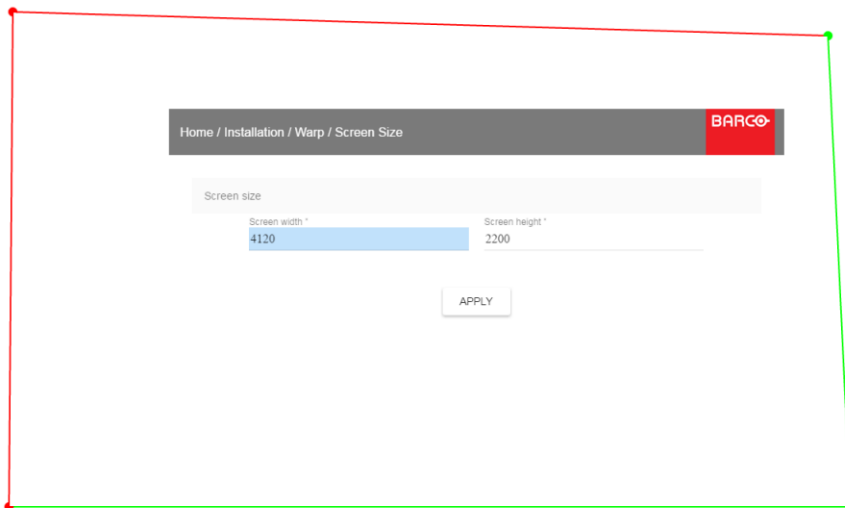 Home / Installation / Warp / Screen Size
BARCO
Screen size
Screen width *
Screen height *
4120
2200
APPLY